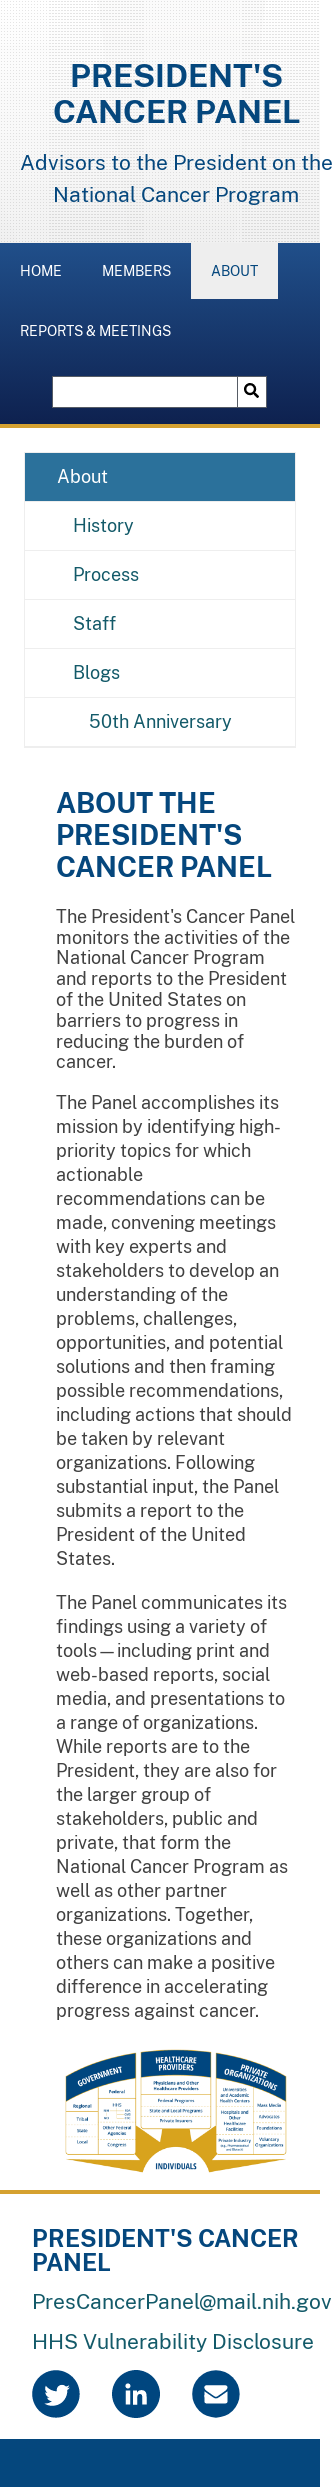 PRESIDENT'S
CANCER PANEL
Advisors to the President on the
National Cancer Program
HOME
MEMBERS
ABOUT
REPORTS & MEETINGS
About
History
Process
Staff
Blogs
50th Anniversary
ABOUT THE
PRESIDENT'S
CANCER PANEL
The President's Cancer Panel
monitors the activities of the
National Cancer Program
and reports to the President
of the United States on
barriers to progress in
reducing the burden of
cancer.
The Panel accomplishes its
mission by identifying high-
priority topics for which
actionable
recommendations can be
made, convening meetings
with key experts and
stakeholders to develop an
understanding of the
problems, challenges,
opportunities, and potential
solutions and then framing
possible recommendations,
including actions that should
be taken by relevant
organizations. Following
substantial input, the Panel
submits a report to the
President of the United
States.
The Panel communicates its
findings using a variety of
tools—including print and
web-based reports, social
media, and presentations to
a range of organizations.
While reports are to the
President, they are also for
the larger group of
stakeholders, public and
private, that form the
National Cancer Program as
well as other partner
organizations. Together,
these organizations and
others can make a positive
difference in accelerating
progress against cancer.
GOVERNMENT
Regional
Tribal
State
Local
Federal
HHS
Other Federal
Agencies
Congress
HEALTHCARE
PROVIDERS
Physicians and Other
Healthcare Providers
Federal Programs
State and Local Programs
Private Insurers
PRIVATE
ORGANIZATIONS
Universities
and Academic
Health Centers
Hospitals and
Other
Healthcare
Facilities
Private Industry
Mass Media
Advocates
Foundations
Voluntary
Organizations
INDIVIDUALS
PRESIDENT'S CANCER
PANEL
PresCancerPanel@mail.nih.gov
HHS Vulnerability Disclosure